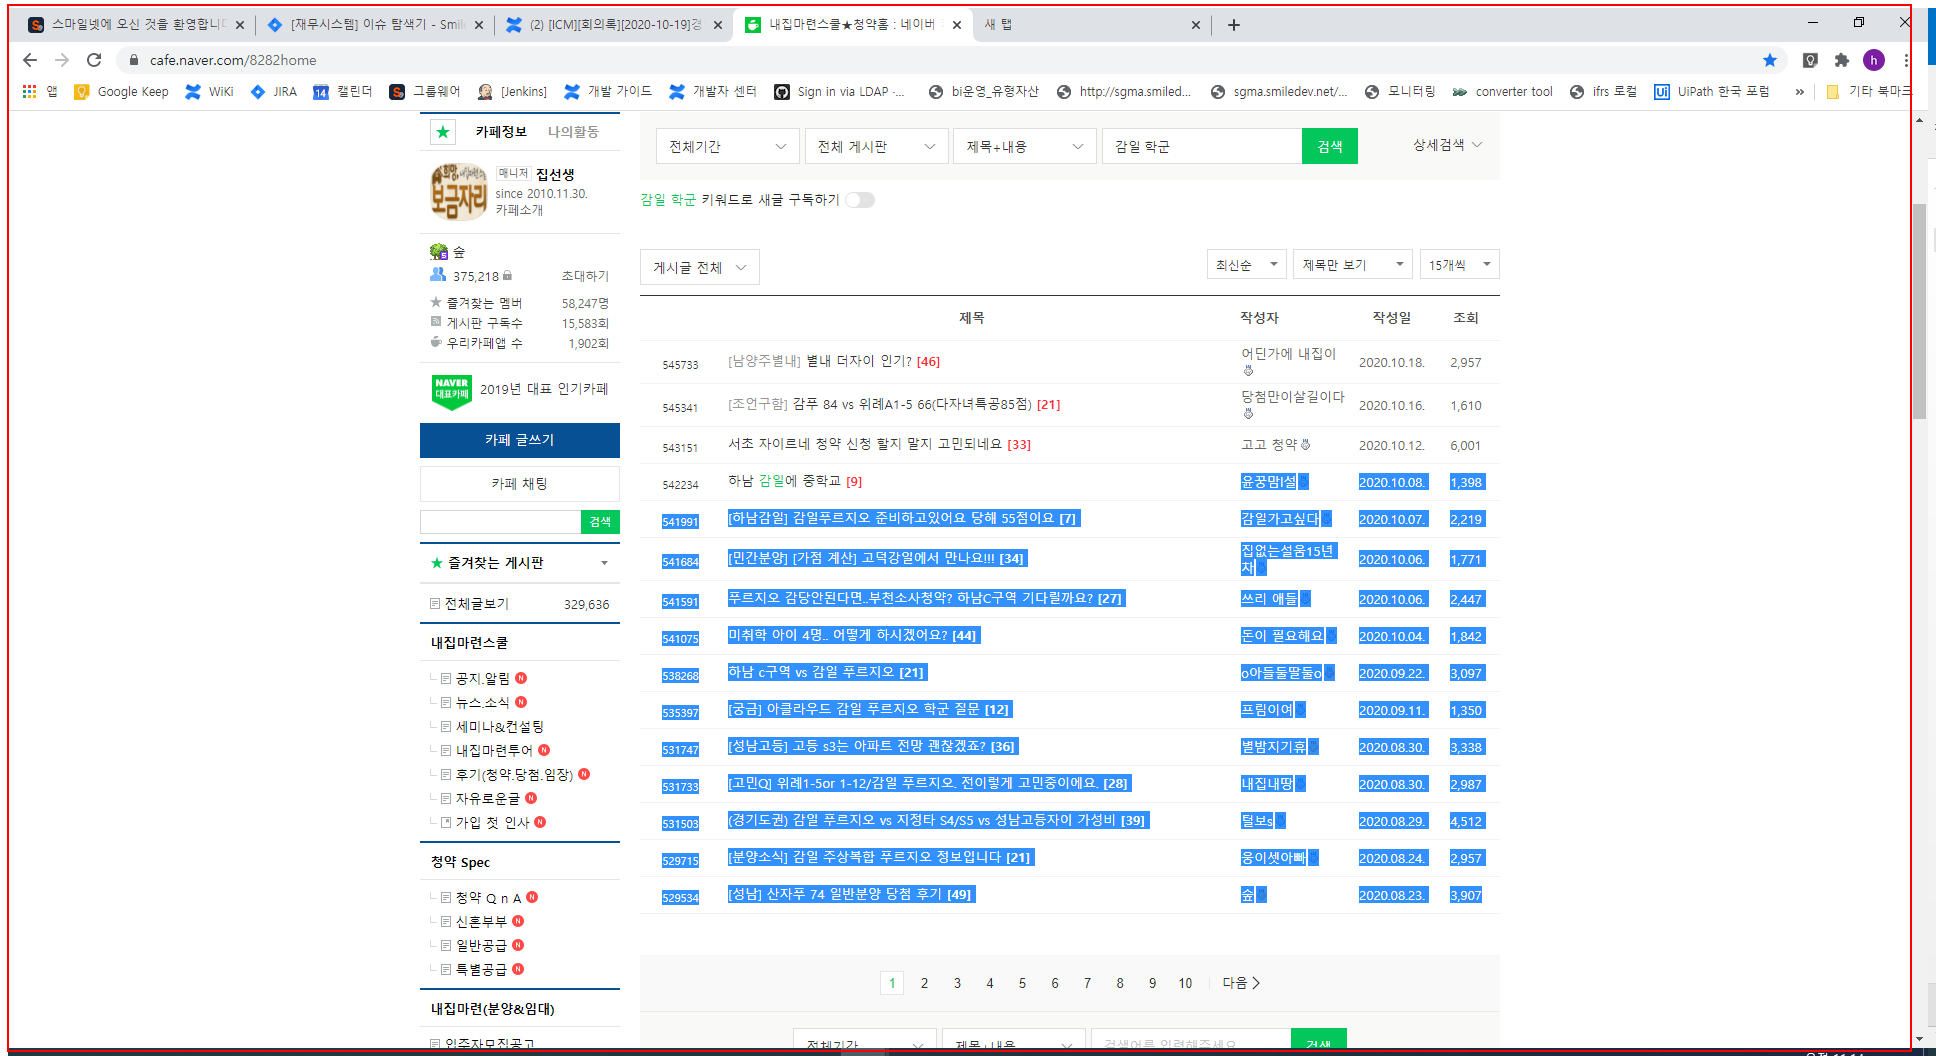 스마일넷에 오신 것을 환영합니다
[재무시스템] 이슈 탐색기 - Smile
(2) [ICM][회의록][2020-10-19]경
내집마련스쿨★청약홈 : 네이버
새 탭
cafe.naver.com/8282home
h
앱 Google Keep WiKi JIRA 14 캘린더 그룹웨어 [Jenkins] 개발 가이드 개발자 센터 Sign in via LDAP -... bi운영_유형자산 http://sgma.smiled... sgma.smiledev.net/... 모니터링 converter tool ifrs 로컬 Ui UiPath 한국 포럼 » 기타 북마크
카페정보 나의활동
매니저 집선생
since 2010.11.30.
카페소개
희망, 내집마련스
보금자리
숲
375,218 초대하기
즐겨찾는 멤버 58,247명
게시판 구독수 15,583회
우리카페앱 수 1,902회
NAVER
대표카페
2019년 대표 인기카페
카페 글쓰기
카페 채팅
검색
★ 즐겨찾는 게시판
전체글보기 329,636
내집마련스쿨
공지.알림 N
뉴스.소식 N
세미나&컨설팅
내집마련투어 N
후기(청약.당첨.임장) N
자유로운글 N
가입 첫 인사 N
청약 Spec
청약 Q n A N
신혼부부 N
일반공급 N
특별공급 N
내집마련(분양&임대)
입주자모집공고
전체기간 전체 게시판 제목+내용 감일 학군 검색 상세검색
감일 학군 키워드로 새글 구독하기
게시글 전체 최신순 제목만 보기 15개씩
제목 작성자 작성일 조회
545733 [남양주별내] 별내 더자이 인기? [46] 어딘가에 내집이 2020.10.18. 2,957
545341 [조언구함] 감푸 84 vs 위례A1-5 66(다자녀특공85점) [21] 당첨만이살길이다 2020.10.16. 1,610
543151 서초 자이르네 청약 신청 할지 말지 고민되네요 [33] 고고 청약 2020.10.12. 6,001
542234 하남 감일에 중학교 [9] 윤꿍맘l설 2020.10.08. 1,398
541991 [하남감일] 감일푸르지오 준비하고있어요 당해 55점이요 [7] 감일가고싶다 2020.10.07. 2,219
541684 [민간분양] [가점 계산] 고덕강일에서 만나요!!! [34] 집없는설움15년차 2020.10.06. 1,771
541591 푸르지오 감당안된다면..부천소사청약? 하남C구역 기다릴까요? [27] 쓰리 애들 2020.10.06. 2,447
541075 미취학 아이 4명.. 어떻게 하시겠어요? [44] 돈이 필요해요 2020.10.04. 1,842
538268 하남 c구역 vs 감일 푸르지오 [21] o아들둘딸둘o 2020.09.22. 3,097
535397 [궁금] 아클라우드 감일 푸르지오 학군 질문 [12] 프림이여 2020.09.11. 1,350
531747 [성남고등] 고등 s3는 아파트 전망 괜찮겠죠? [36] 별밤지기휴 2020.08.30. 3,338
531733 [고민Q] 위례1-5or 1-12/감일 푸르지오. 전이렇게 고민중이에요. [28] 내집내땅 2020.08.30. 2,987
531503 (경기도권) 감일 푸르지오 vs 지정타 S4/S5 vs 성남고등자이 가성비 [39] 털보s 2020.08.29. 4,512
529715 [분양소식] 감일 주상복합 푸르지오 정보입니다 [21] 웅이셋아빠 2020.08.24. 2,957
529534 [성남] 산자푸 74 일반분양 당첨 후기 [49] 숲 2020.08.23. 3,907
1 2 3 4 5 6 7 8 9 10 다음
전체기간 제목+내용 검색어를 입력해주세요 검색